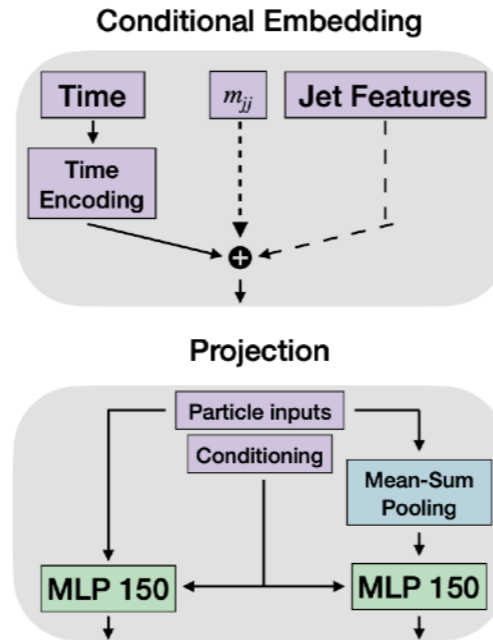 Conditional Embedding
Time
m_jj
Jet Features
Time
Encoding
Projection
Particle inputs
Conditioning
Mean-Sum
Pooling
MLP 150
MLP 150